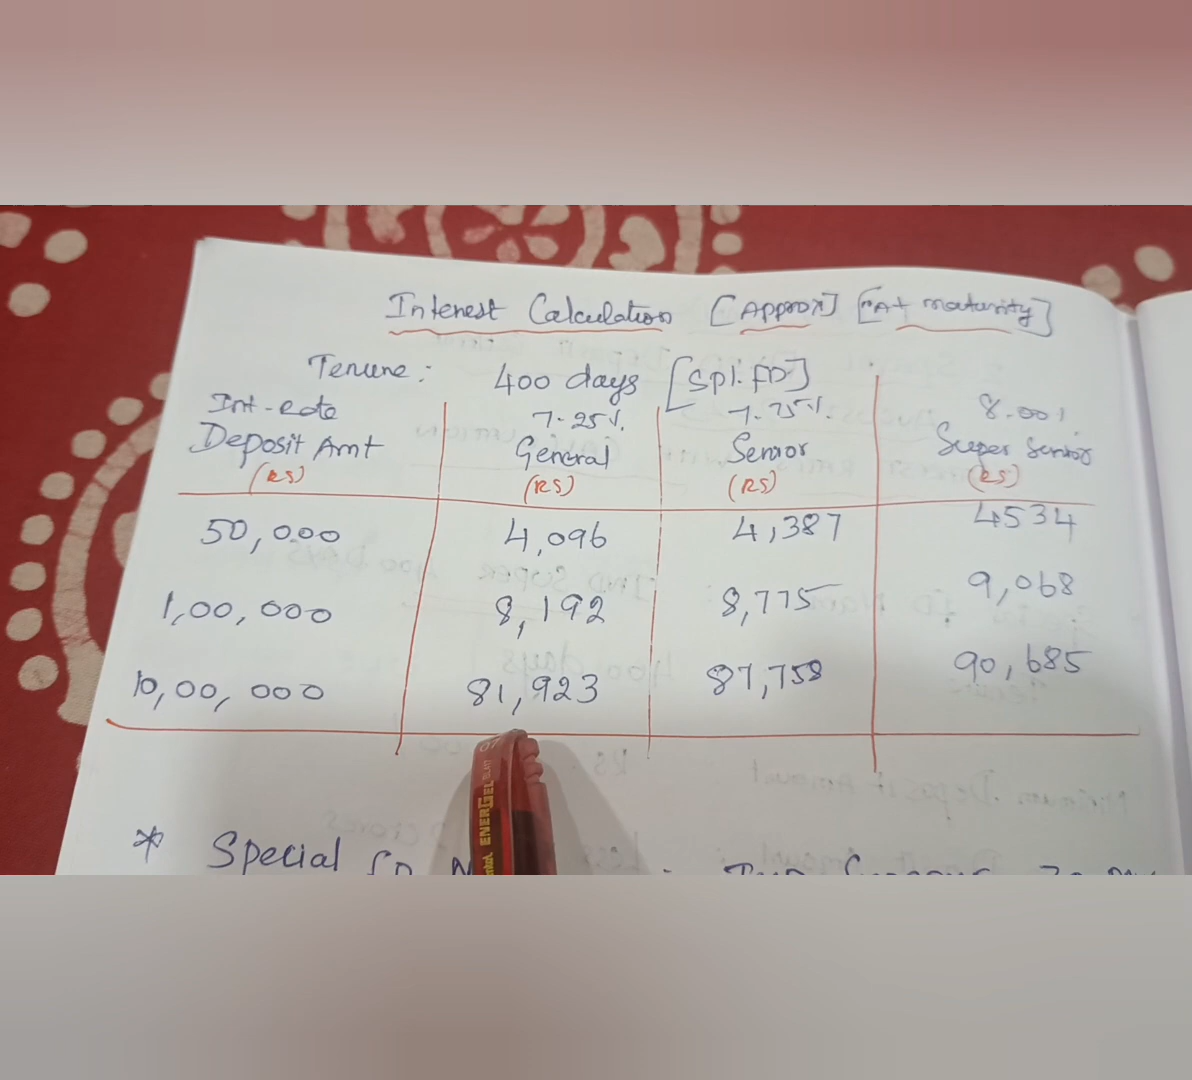 Interest Calculation [Approx] [At maturity]
Tenure: 400 days [Spl. FD]
Int-Rate 7.25% 7.75% 8.00%
Deposit Amt General Senior Super Senior
(RS) (RS) (RS) (RS)
50,000 4,096 4,387 4534
1,00,000 8,192 8,775 9,068
10,00,000 81,923 87,758 90,685
* Special FD
ENERGEL